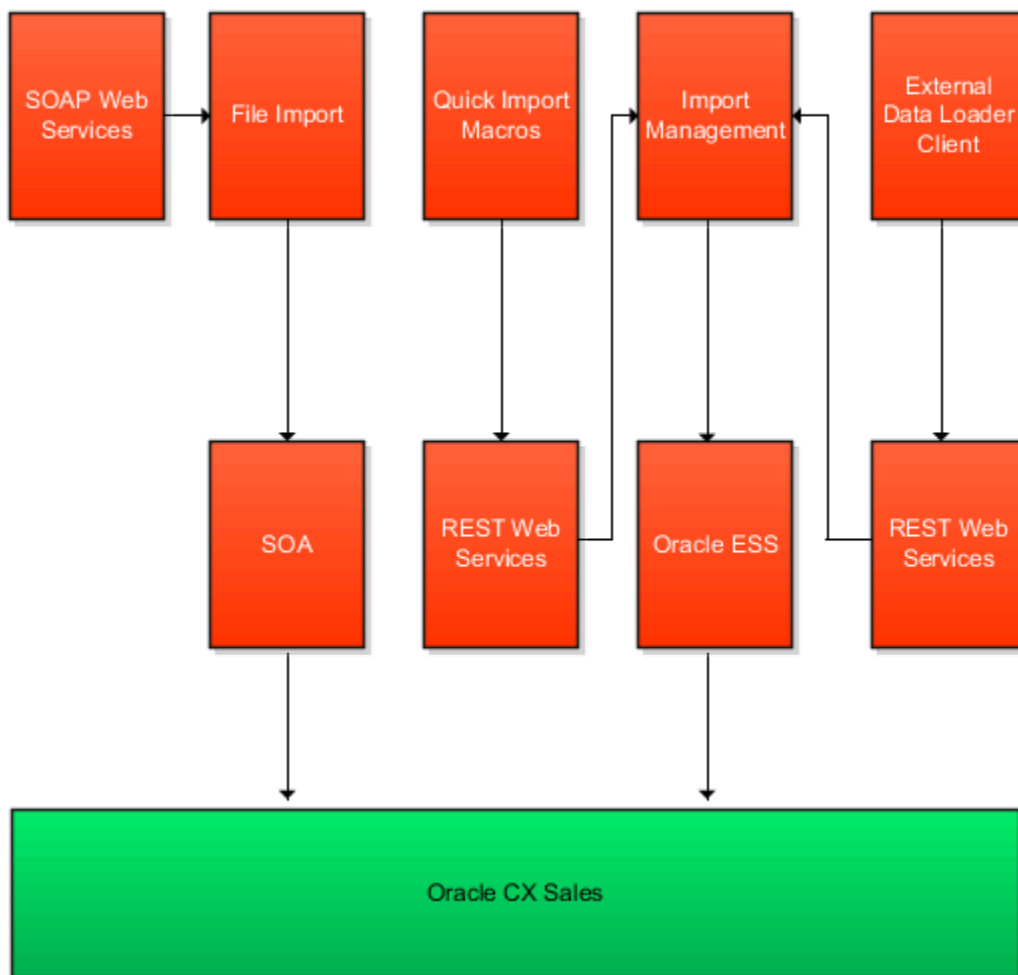 SOAP Web
Services
File Import
Quick Import
Macros
Import
Management
External
Data Loader
Client
SOA
REST Web
Services
Oracle ESS
REST Web
Services
Oracle CX Sales